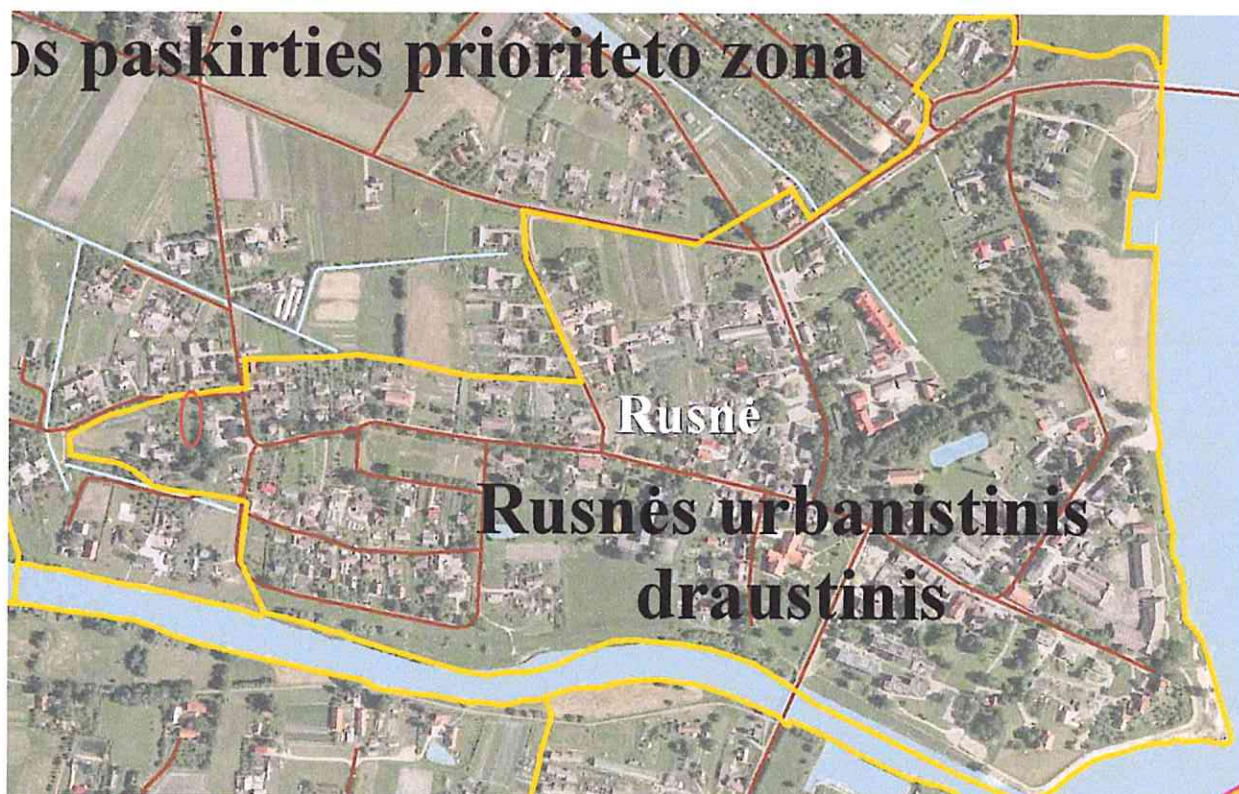 os paskirties prioriteto zona
Rusnė
Rusnės urbanistinis
draustinis